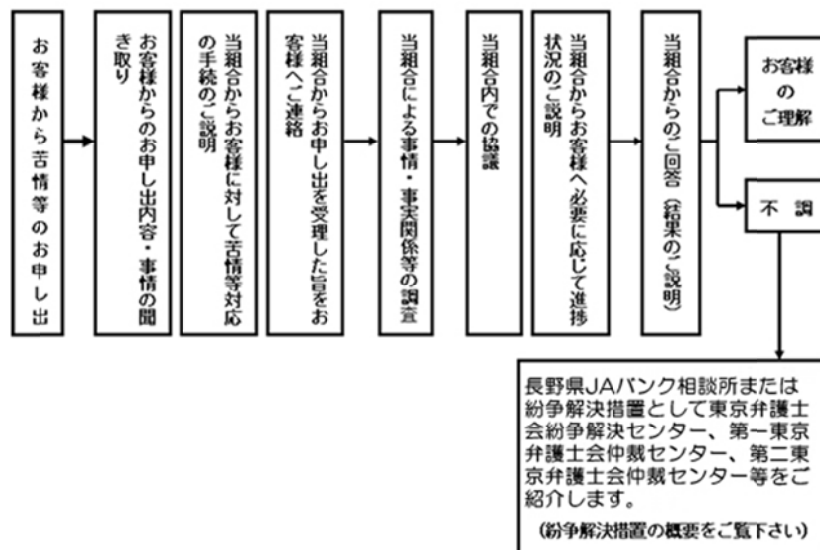 お客様から苦情等のお申し出
お客様からのお申し出内容・事情の聞
き取り
当組合からお客様に対して苦情等対応
の手続のご説明
当組合からお申し出を受理した旨をお
客様へご連絡
当組合による事情・事実関係等の調査
当組合内での協議
当組合からお客様へ必要に応じて進捗
状況のご説明
当組合からのご回答（結果のご説明）
お客様
の
ご理解
不調
長野県JAバンク相談所または
紛争解決措置として東京弁護士
会紛争解決センター、第一東京
弁護士会仲裁センター、第二東
京弁護士会仲裁センター等をご
紹介します。
（紛争解決措置の概要をご覧下さい）